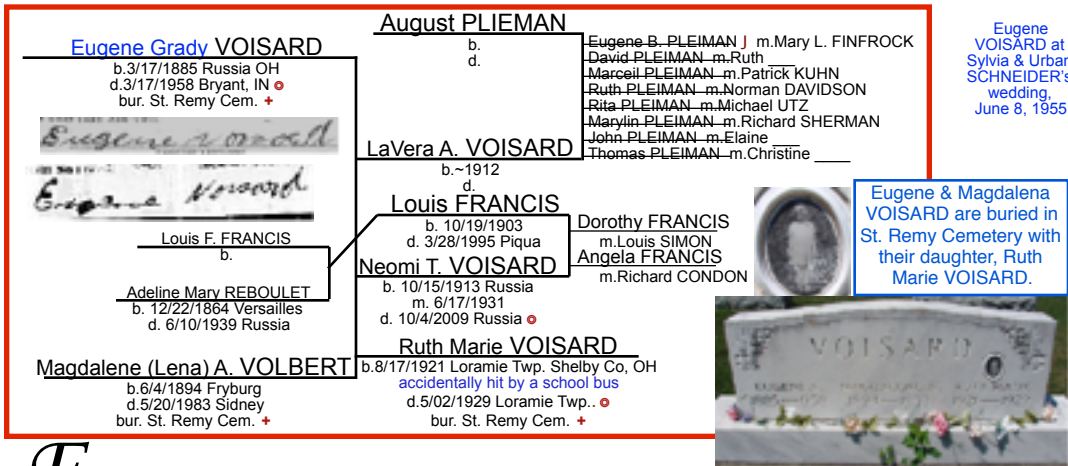 August PLIEMAN
b.
d.
Eugene Grady VOISARD
b.3/17/1885 Russia OH
d.3/17/1958 Bryant, IN
bur. St. Remy Cem. +
Eugene Voisard
Eugene Voisard
Eugene B. PLEIMAN J m.Mary L. FINFROCK
David PLEIMAN m.Ruth ___
Marceil PLEIMAN m.Patrick KUHN
Ruth PLEIMAN m.Norman DAVIDSON
Rita PLEIMAN m.Michael UTZ
Marylin PLEIMAN m.Richard SHERMAN
John PLEIMAN m.Elaine ___
Thomas PLEIMAN m.Christine ____
Eugene
VOISARD at
Sylvia & Urban
SCHNEIDER's
wedding,
June 8, 1955
LaVera A. VOISARD
b.~1912
d.
Louis FRANCIS
b. 10/19/1903
d. 3/28/1995 Piqua
Dorothy FRANCIS
m.Louis SIMON
Angela FRANCIS
m.Richard CONDON
Louis F. FRANCIS
b.
Neomi T. VOISARD
b. 10/15/1913 Russia
m. 6/17/1931
d. 10/4/2009 Russia
Adeline Mary REBOULET
b. 12/22/1864 Versailles
d. 6/10/1939 Russia
Eugene & Magdalena
VOISARD are buried in
St. Remy Cemetery with
their daughter, Ruth
Marie VOISARD.
Ruth Marie VOISARD
b.8/17/1921 Loramie Twp. Shelby Co, OH
accidentally hit by a school bus
d.5/02/1929 Loramie Twp..
bur. St. Remy Cem. +
Magdalene (Lena) A. VOLBERT
b.6/4/1894 Fryburg
d.5/20/1983 Sidney
bur. St. Remy Cem. +
VOISARD